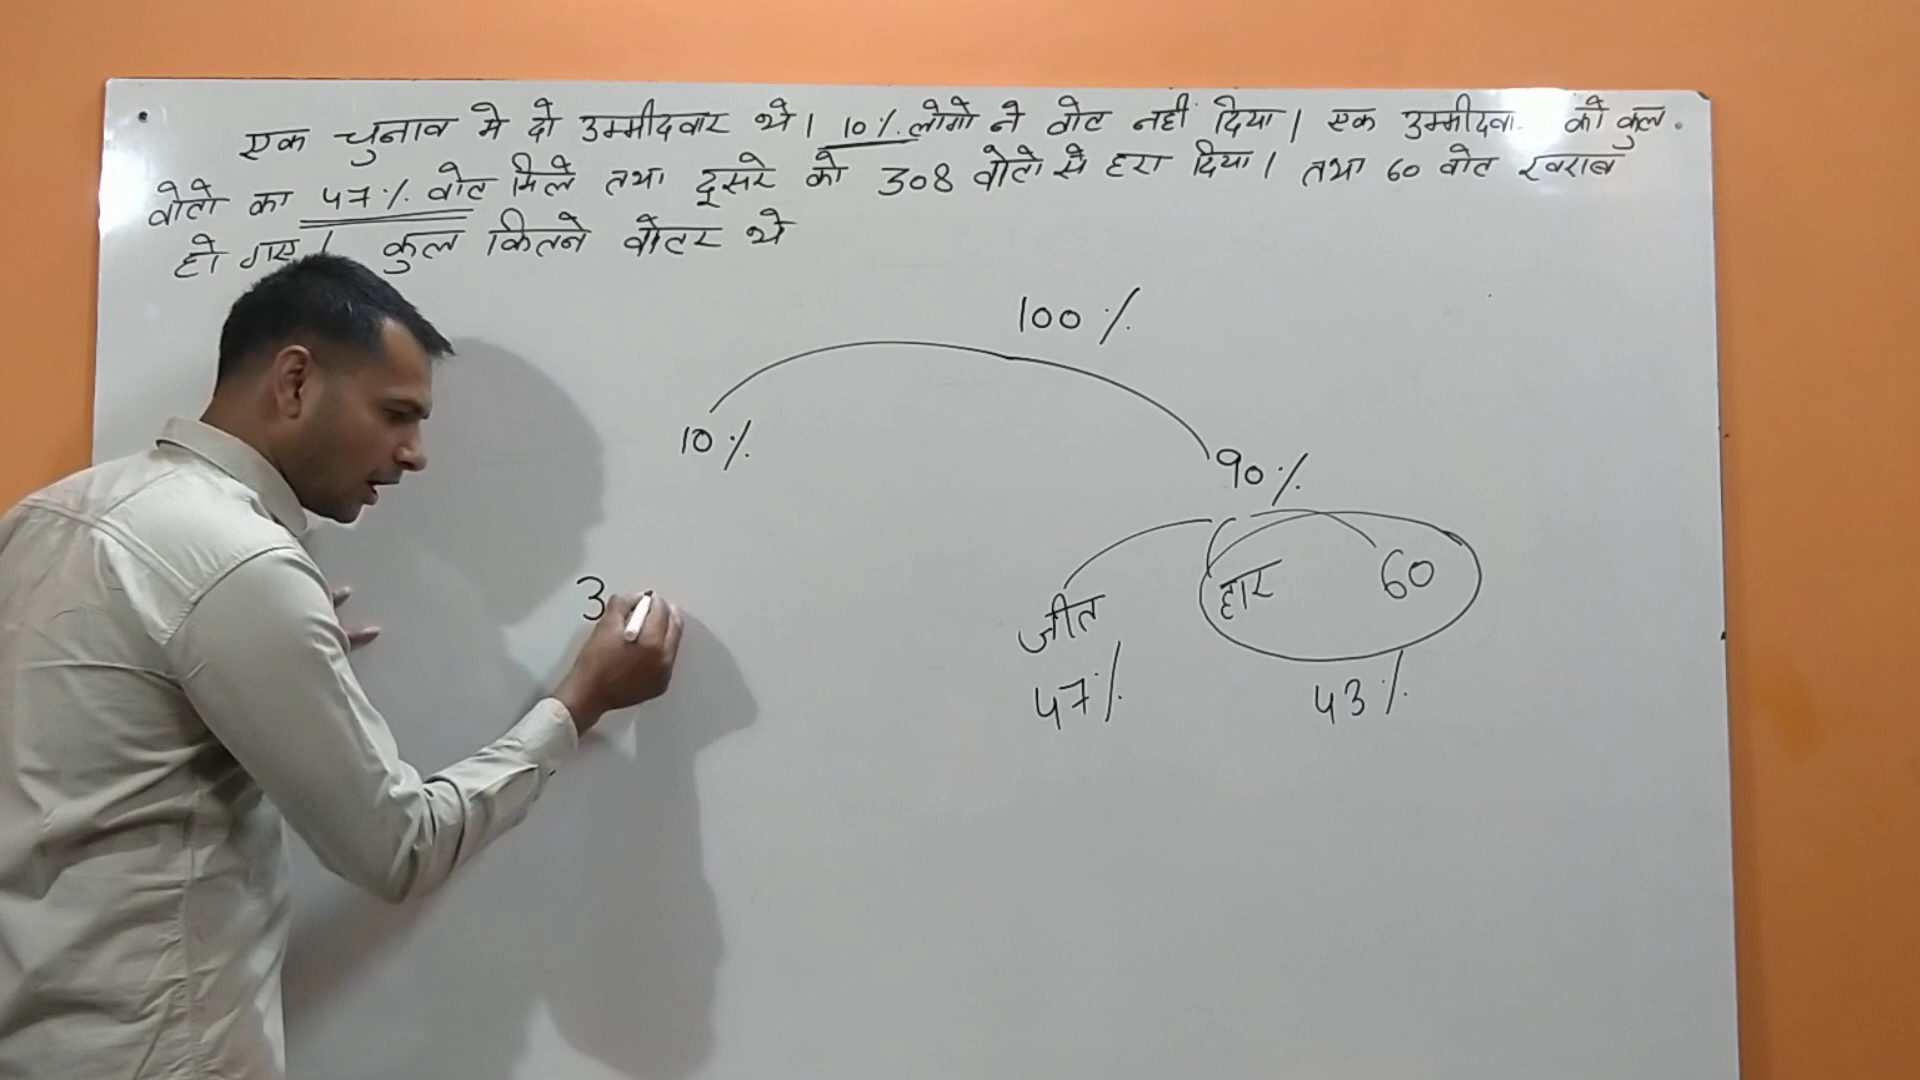 एक चुनाव मे दो उम्मीदवार थे। 10% लोगो ने वोट नही दिया। एक उम्मीदवा को कुल
वोटो का 47% वोट मिले तथा दूसरे को 308 वोटो से हरा दिया। तथा 60 वोट खराब
हो गए। कुल कितने वोटर थे
100%
10%
90%
जीत हार 60
47% 43%
3